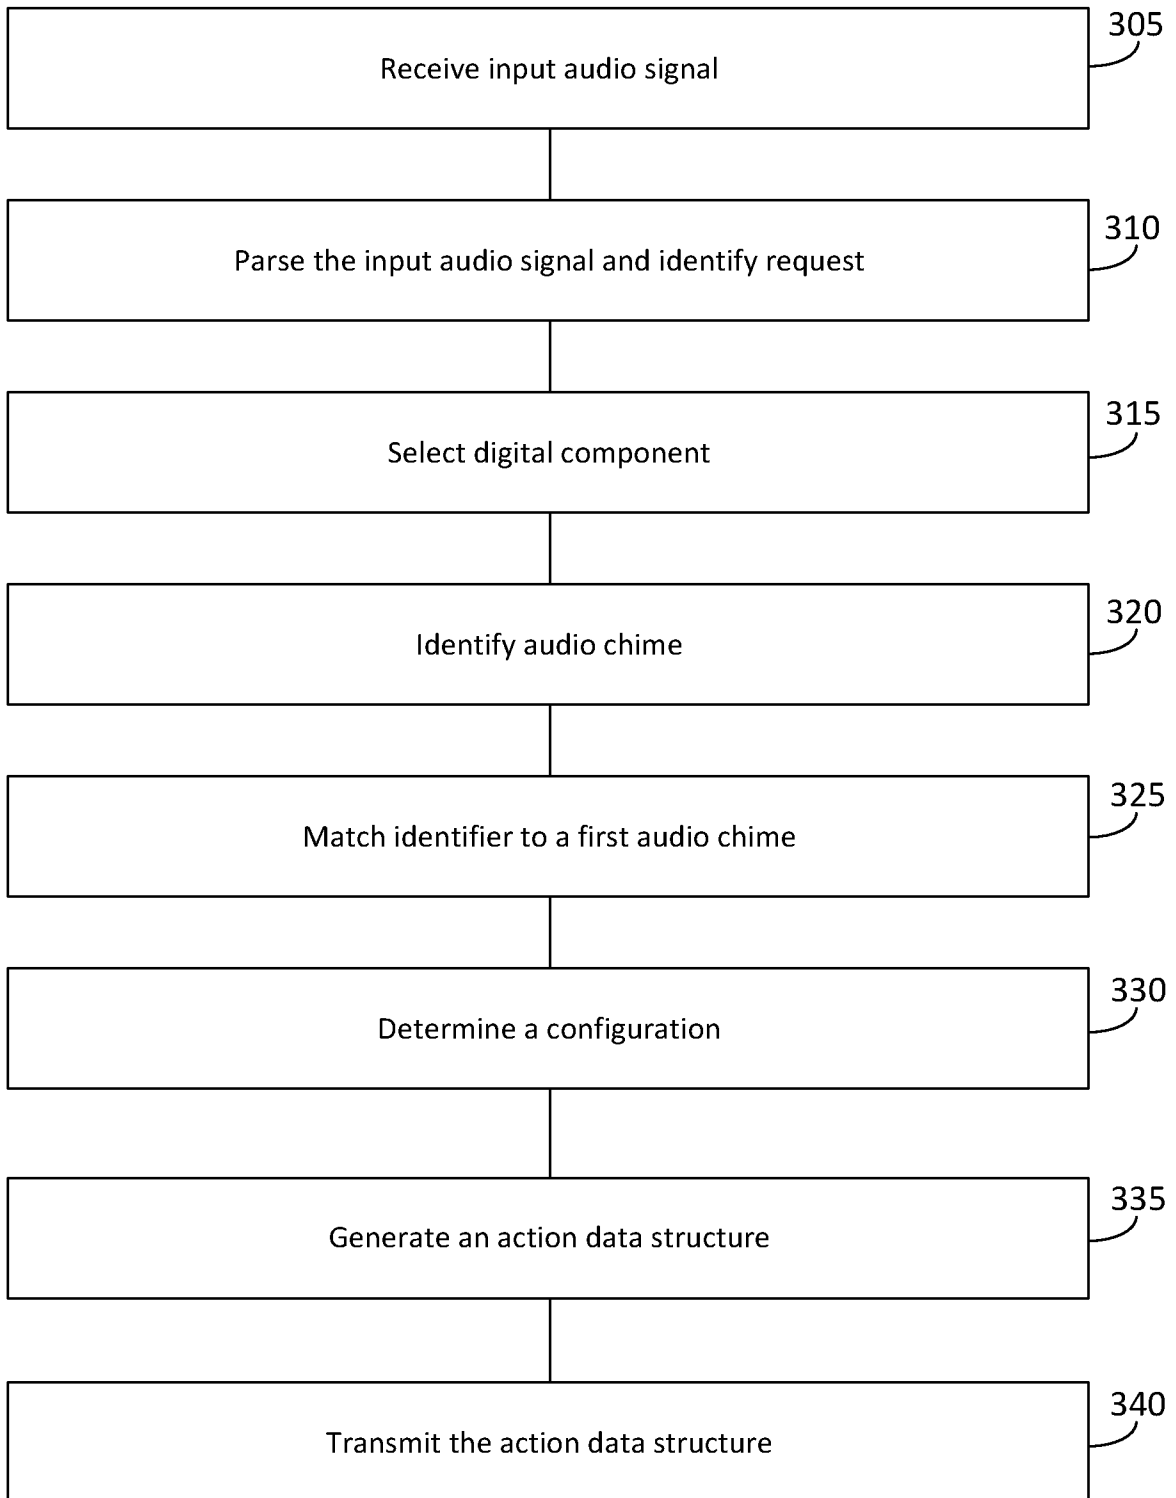 305
Receive input audio signal
310
Parse the input audio signal and identify request
315
Select digital component
320
Identify audio chime
325
Match identifier to a first audio chime
330
Determine a configuration
335
Generate an action data structure
340
Transmit the action data structure